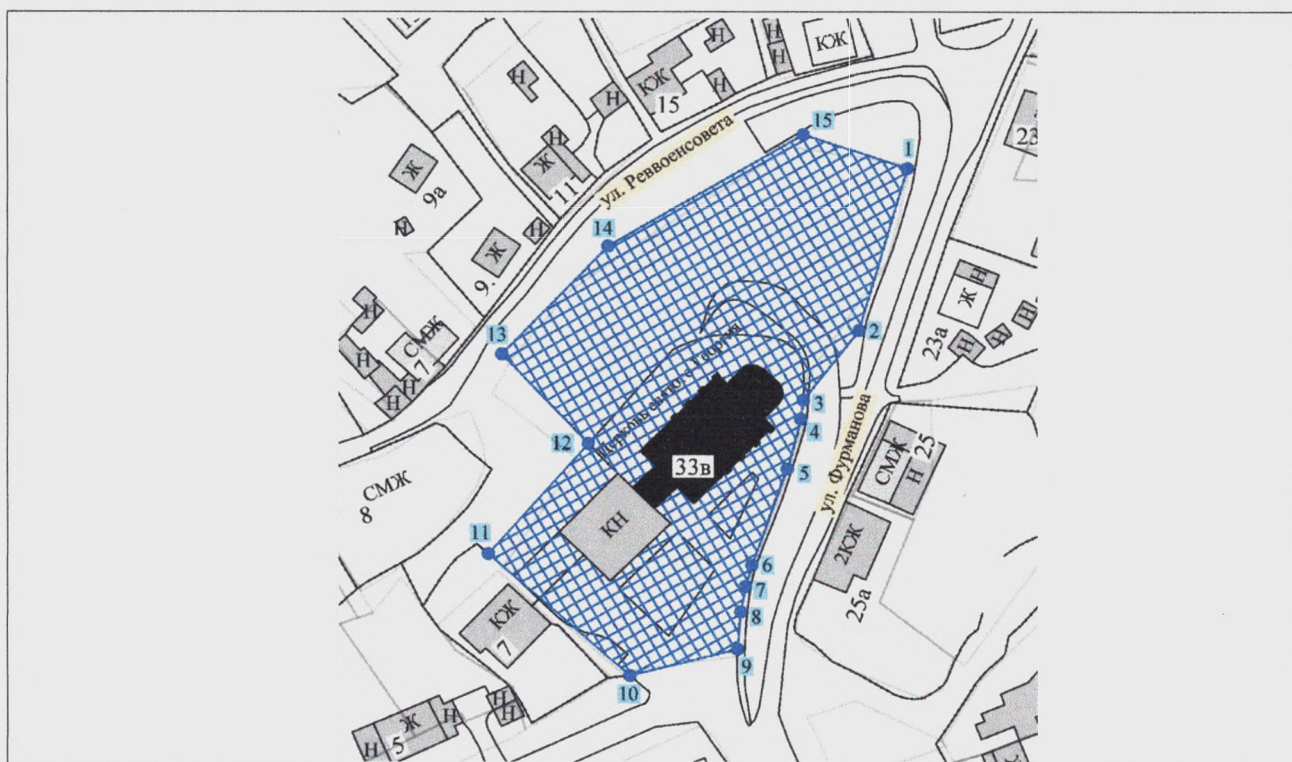 КЖ
Н
Н
Н
КЖ
15
Н
Н
Н
Н
Ж
11
ул. Реввоенсовета
15
1
23
Ж
9а
Н
Н
Ж
9.
14
Н
СМЖ
7
Н
Н
Н
13
2
Н
Ж
23а
Н
Н
Н
3
4
5
12
33в
ул. Фурманова
СМЖ
25
Н
СМЖ
8
КН
11
2КЖ
25а
6
7
8
9
КЖ
7
10
Н
Н
Ж
Н
5
Н